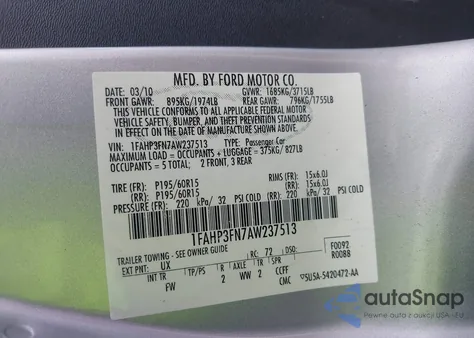 MFD. BY FORD MOTOR CO.
DATE: 03/10 GVWR: 1685KG/3715LB
FRONT GAWR: 895KG/1974LB REAR GAWR: 796KG/1755LB
THIS VEHICLE CONFORMS TO ALL APPLICABLE FEDERAL MOTOR
VEHICLE SAFETY, BUMPER, AND THEFT PREVENTION STANDARDS
IN EFFECT ON THE DATE OF MANUFACTURE SHOWN ABOVE.
VIN: 1FAHP3FN7AW237513 TYPE: Passenger Car
MAXIMUM LOAD = OCCUPANTS + LUGGAGE = 375KG/827LB
OCCUPANTS = 5 TOTAL; 2 FRONT, 3 REAR
TIRE (FR): P195/60R15 RIMS (FR): 15x6.0J
(RR): P195/60R15 (RR): 15x6.0J
PRESSURE (FR): 220 kPa/ 32 PSI COLD (RR): 220 kPa/ 32 PSI COLD
1FAHP3FN7AW237513
TRAILER TOWING - SEE OWNER GUIDE
EXT PNT: UX RC: 72 DSO: F0092
INT TR TP/PS R AXLE TR SPR R0088
FW 2 WW 2 CCFF
CMC 5U5A-5420472-AA
autoSnap
Pewne auto z aukcji z USA - Z.d